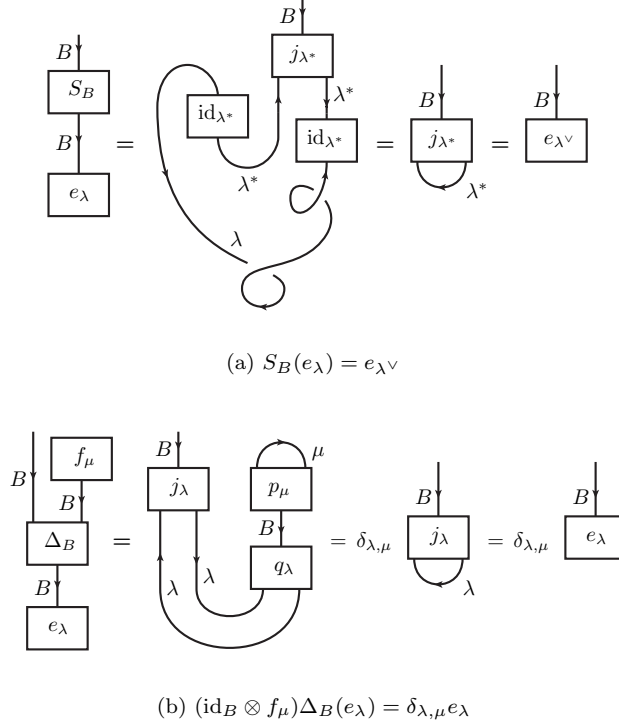 B
S_B
B
e_λ
=
id_{λ*}
λ*
λ
B
j_{λ*}
λ*
id_{λ*}
=
B
j_{λ*}
λ*
=
B
e_{λ∨}
(a) S_B(e_λ) = e_{λ∨}
B
f_μ
B
Δ_B
B
e_λ
=
B
j_λ
λ
λ
μ
p_μ
B
q_λ
= δ_{λ,μ}
B
j_λ
λ
= δ_{λ,μ}
B
e_λ
(b) (id_B ⊗ f_μ)Δ_B(e_λ) = δ_{λ,μ}e_λ